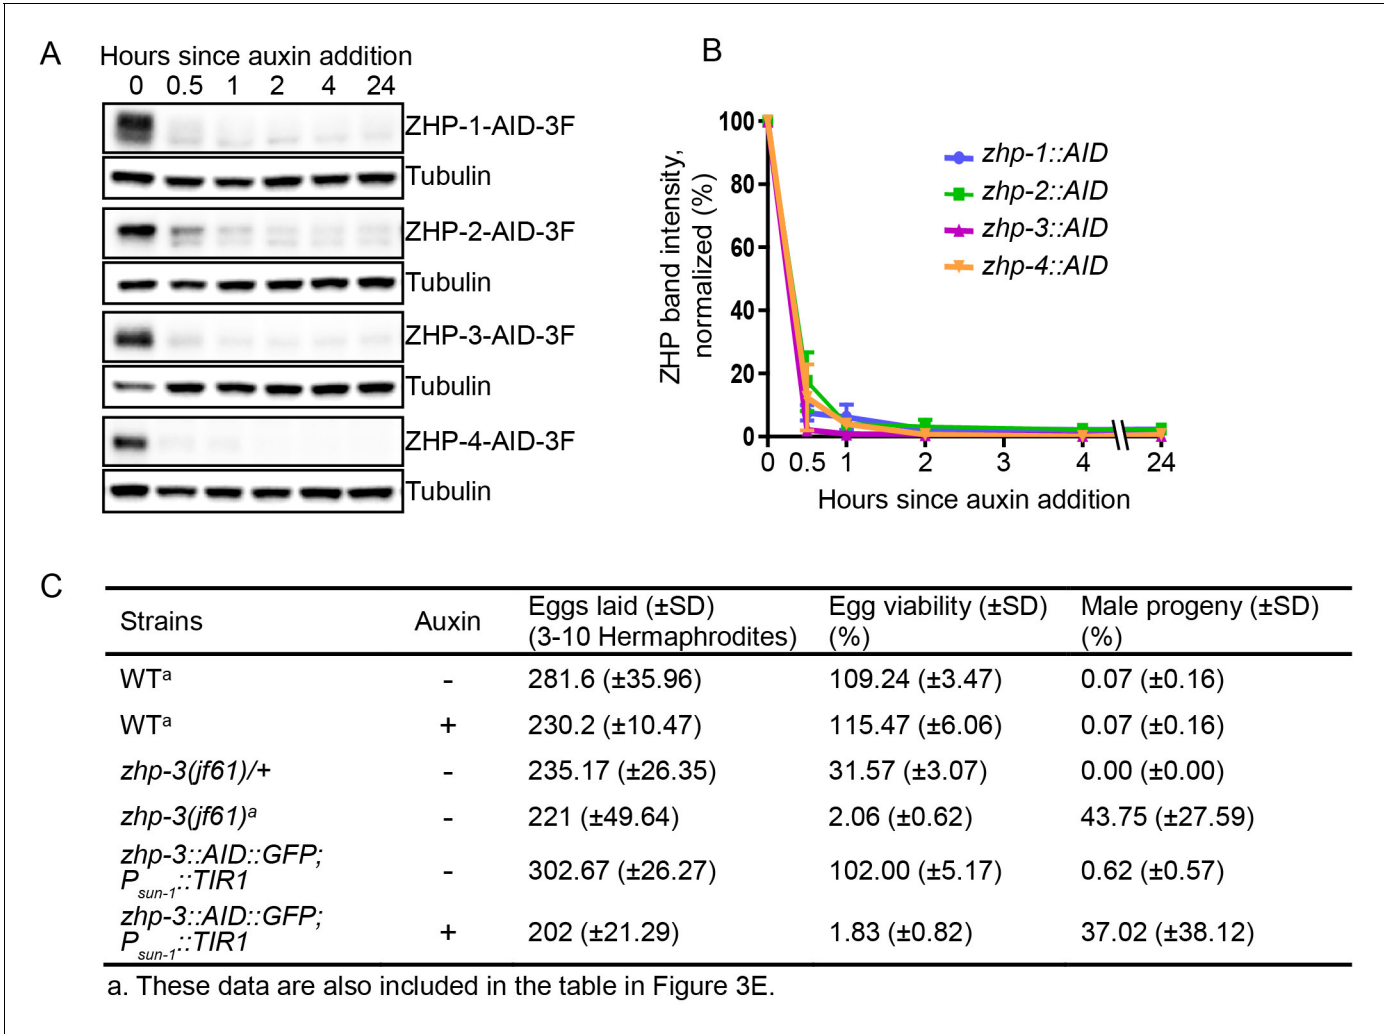 A
Hours since auxin addition
0 0.5 1 2 4 24
ZHP-1-AID-3F
Tubulin
ZHP-2-AID-3F
Tubulin
ZHP-3-AID-3F
Tubulin
ZHP-4-AID-3F
Tubulin
B
ZHP band intensity,
normalized (%)
100
80
60
40
20
0
0 0.5 1 2 3 4 24
Hours since auxin addition
zhp-1::AID
zhp-2::AID
zhp-3::AID
zhp-4::AID
C
Strains Auxin Eggs laid (±SD) (3-10 Hermaphrodites) Egg viability (±SD) (%) Male progeny (±SD) (%)
WTa - 281.6 (±35.96) 109.24 (±3.47) 0.07 (±0.16)
WTa + 230.2 (±10.47) 115.47 (±6.06) 0.07 (±0.16)
zhp-3(jf61)/+ - 235.17 (±26.35) 31.57 (±3.07) 0.00 (±0.00)
zhp-3(jf61)a - 221 (±49.64) 2.06 (±0.62) 43.75 (±27.59)
zhp-3::AID::GFP;
Psun-1::TIR1 - 302.67 (±26.27) 102.00 (±5.17) 0.62 (±0.57)
zhp-3::AID::GFP;
Psun-1::TIR1 + 202 (±21.29) 1.83 (±0.82) 37.02 (±38.12)
a. These data are also included in the table in Figure 3E.